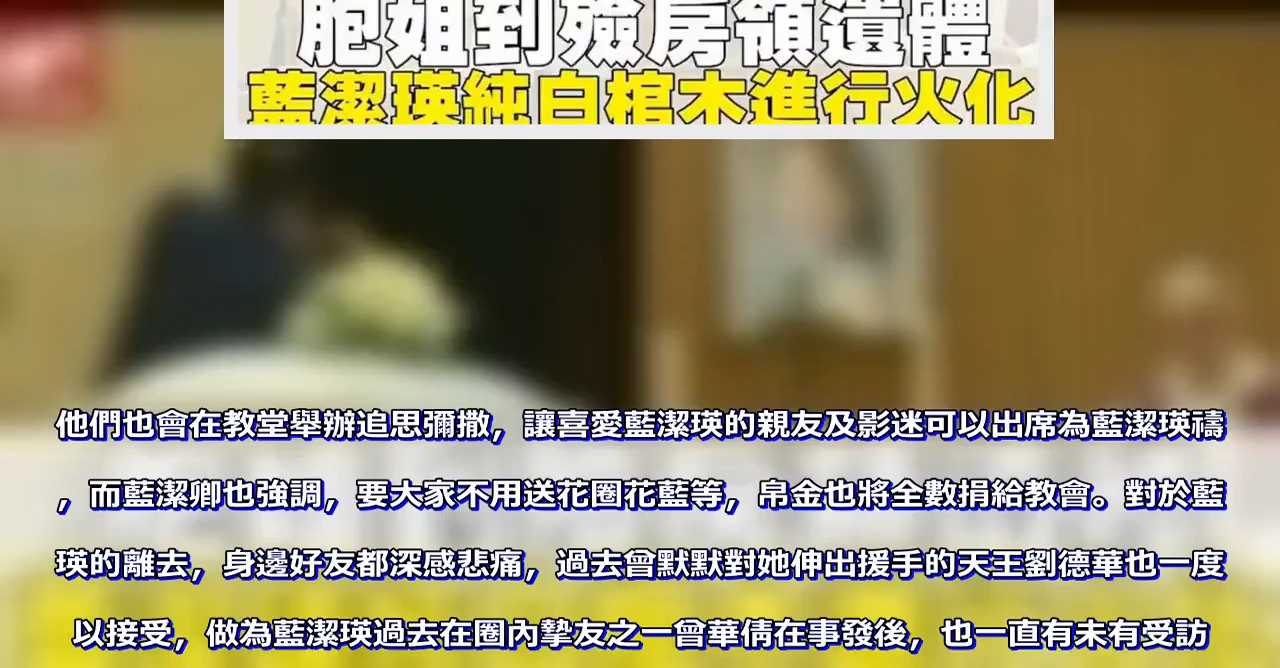 胞姐到殮房領遺體
藍潔瑛純白棺木進行火化
他們也會在教堂舉辦追思彌撒，讓喜愛藍潔瑛的親友及影迷可以出席為藍潔瑛禱
，而藍潔卿也強調，要大家不用送花圈花藍等，帛金也將全數捐給教會。對於藍
瑛的離去，身邊好友都深感悲痛，過去曾默默對她伸出援手的天王劉德華也一度
以接受，做為藍潔瑛過去在圈內摯友之一曾華倩在事發後，也一直有未有受訪